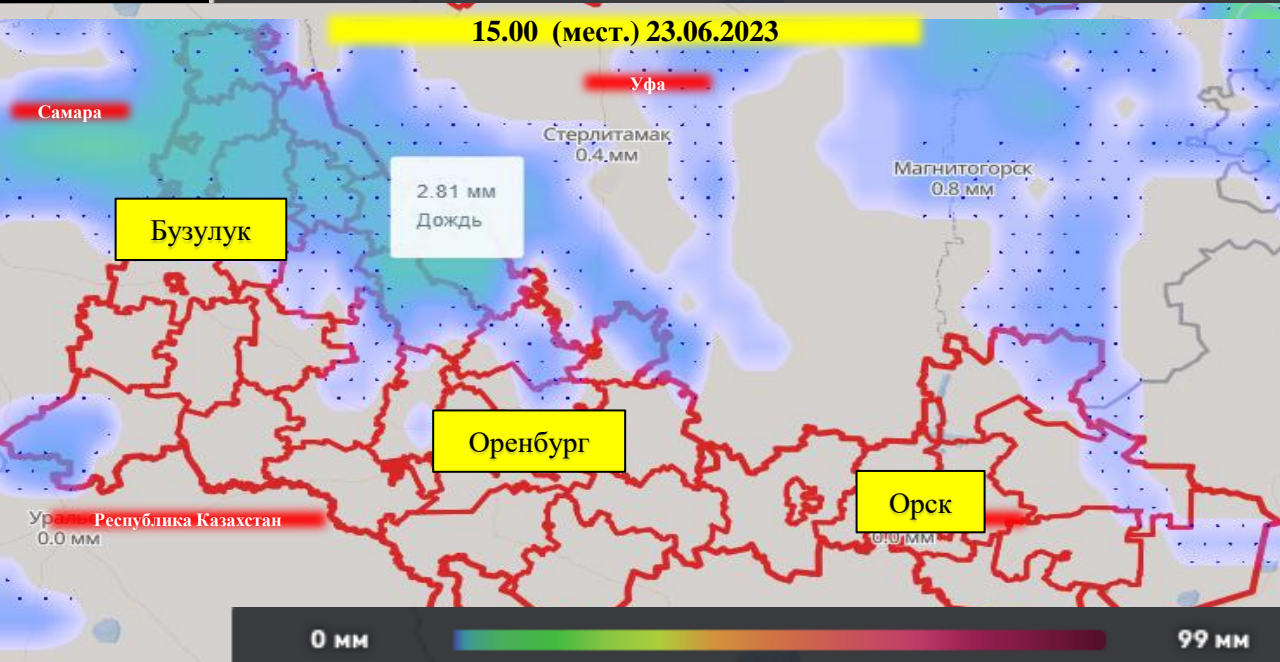 15.00 (мест.) 23.06.2023
Уфа
Самара
Стерлитамак
0.4 мм
Магнитогорск
0.8 мм
2.81 мм
Дождь
Бузулук
Оренбург
Орск
0.0 мм
Республика Казахстан
0.0 мм
0 мм
99 мм